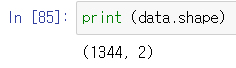 In [85]: print (data.shape)
(1344, 2)